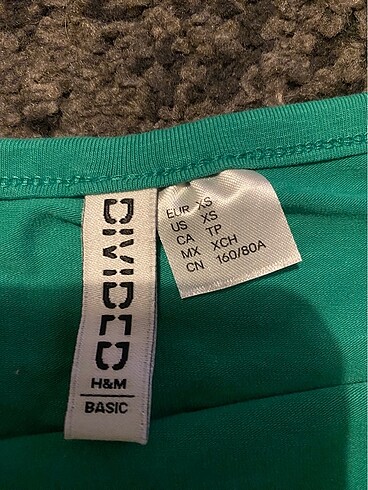 DIVIDED
H&M
BASIC
EUR XS
US XS
CA TP
MX XCH
CN 160/80A